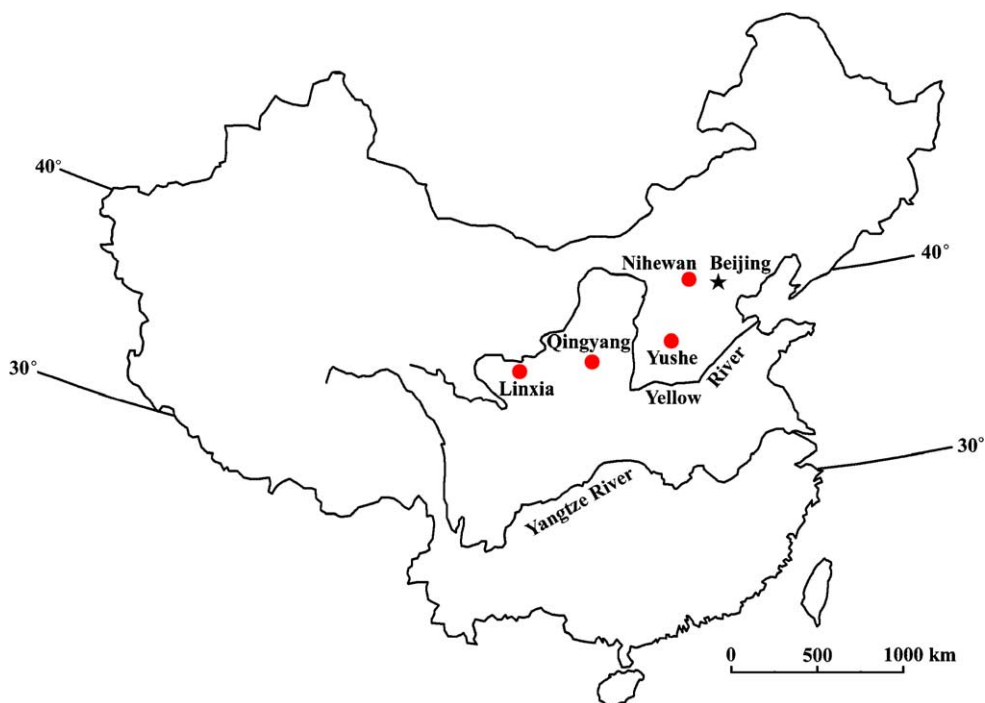 40°
40°
Nihewan
Beijing
Qingyang
Yushe
River
30°
Linxia
Yellow
30°
Yangtze River
0 500 1000 km